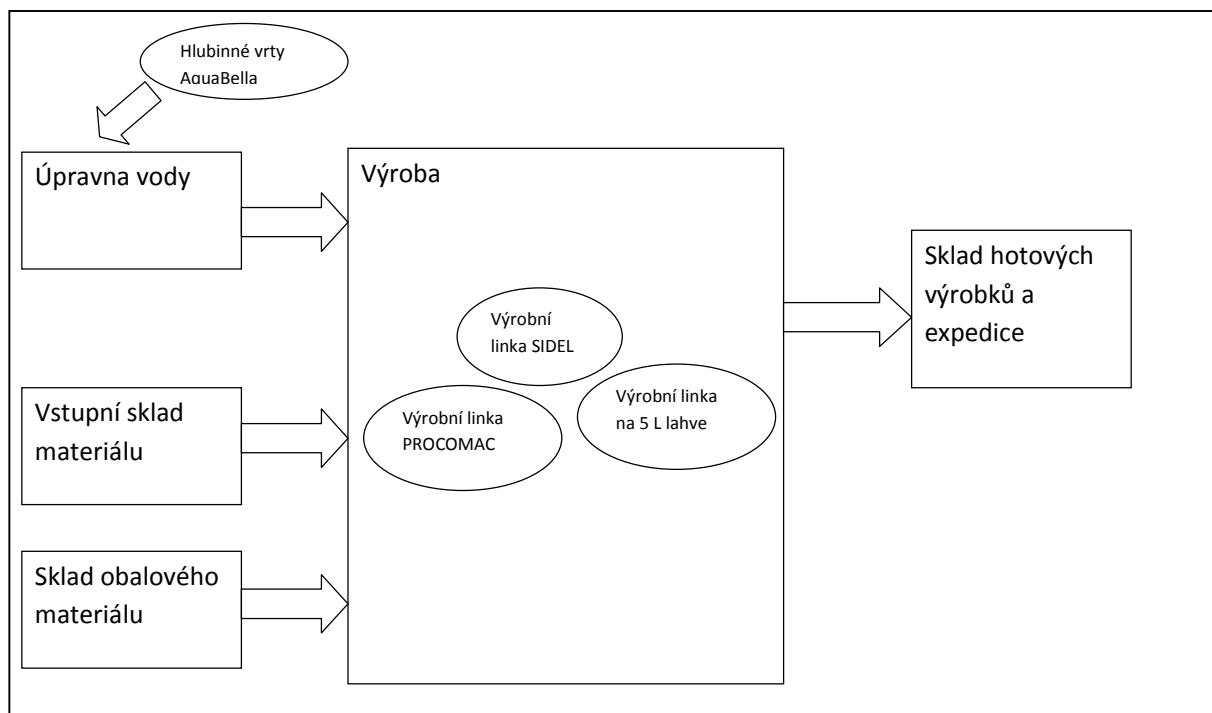 Hlubinné vrty
AquaBella
Úpravna vody
Výroba
Sklad hotových
výrobků a
expedice
Výrobní
linka SIDEL
Výrobní linka
na 5 L lahve
Výrobní linka
PROCOMAC
Vstupní sklad
materiálu
Sklad obalového
materiálu